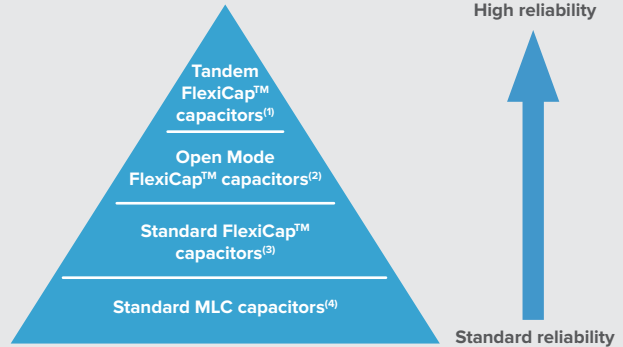 High reliability
Tandem
FlexiCap™
capacitors(1)
Open Mode
FlexiCap™ capacitors(2)
Standard FlexiCap™
capacitors(3)
Standard MLC capacitors(4)
Standard reliability